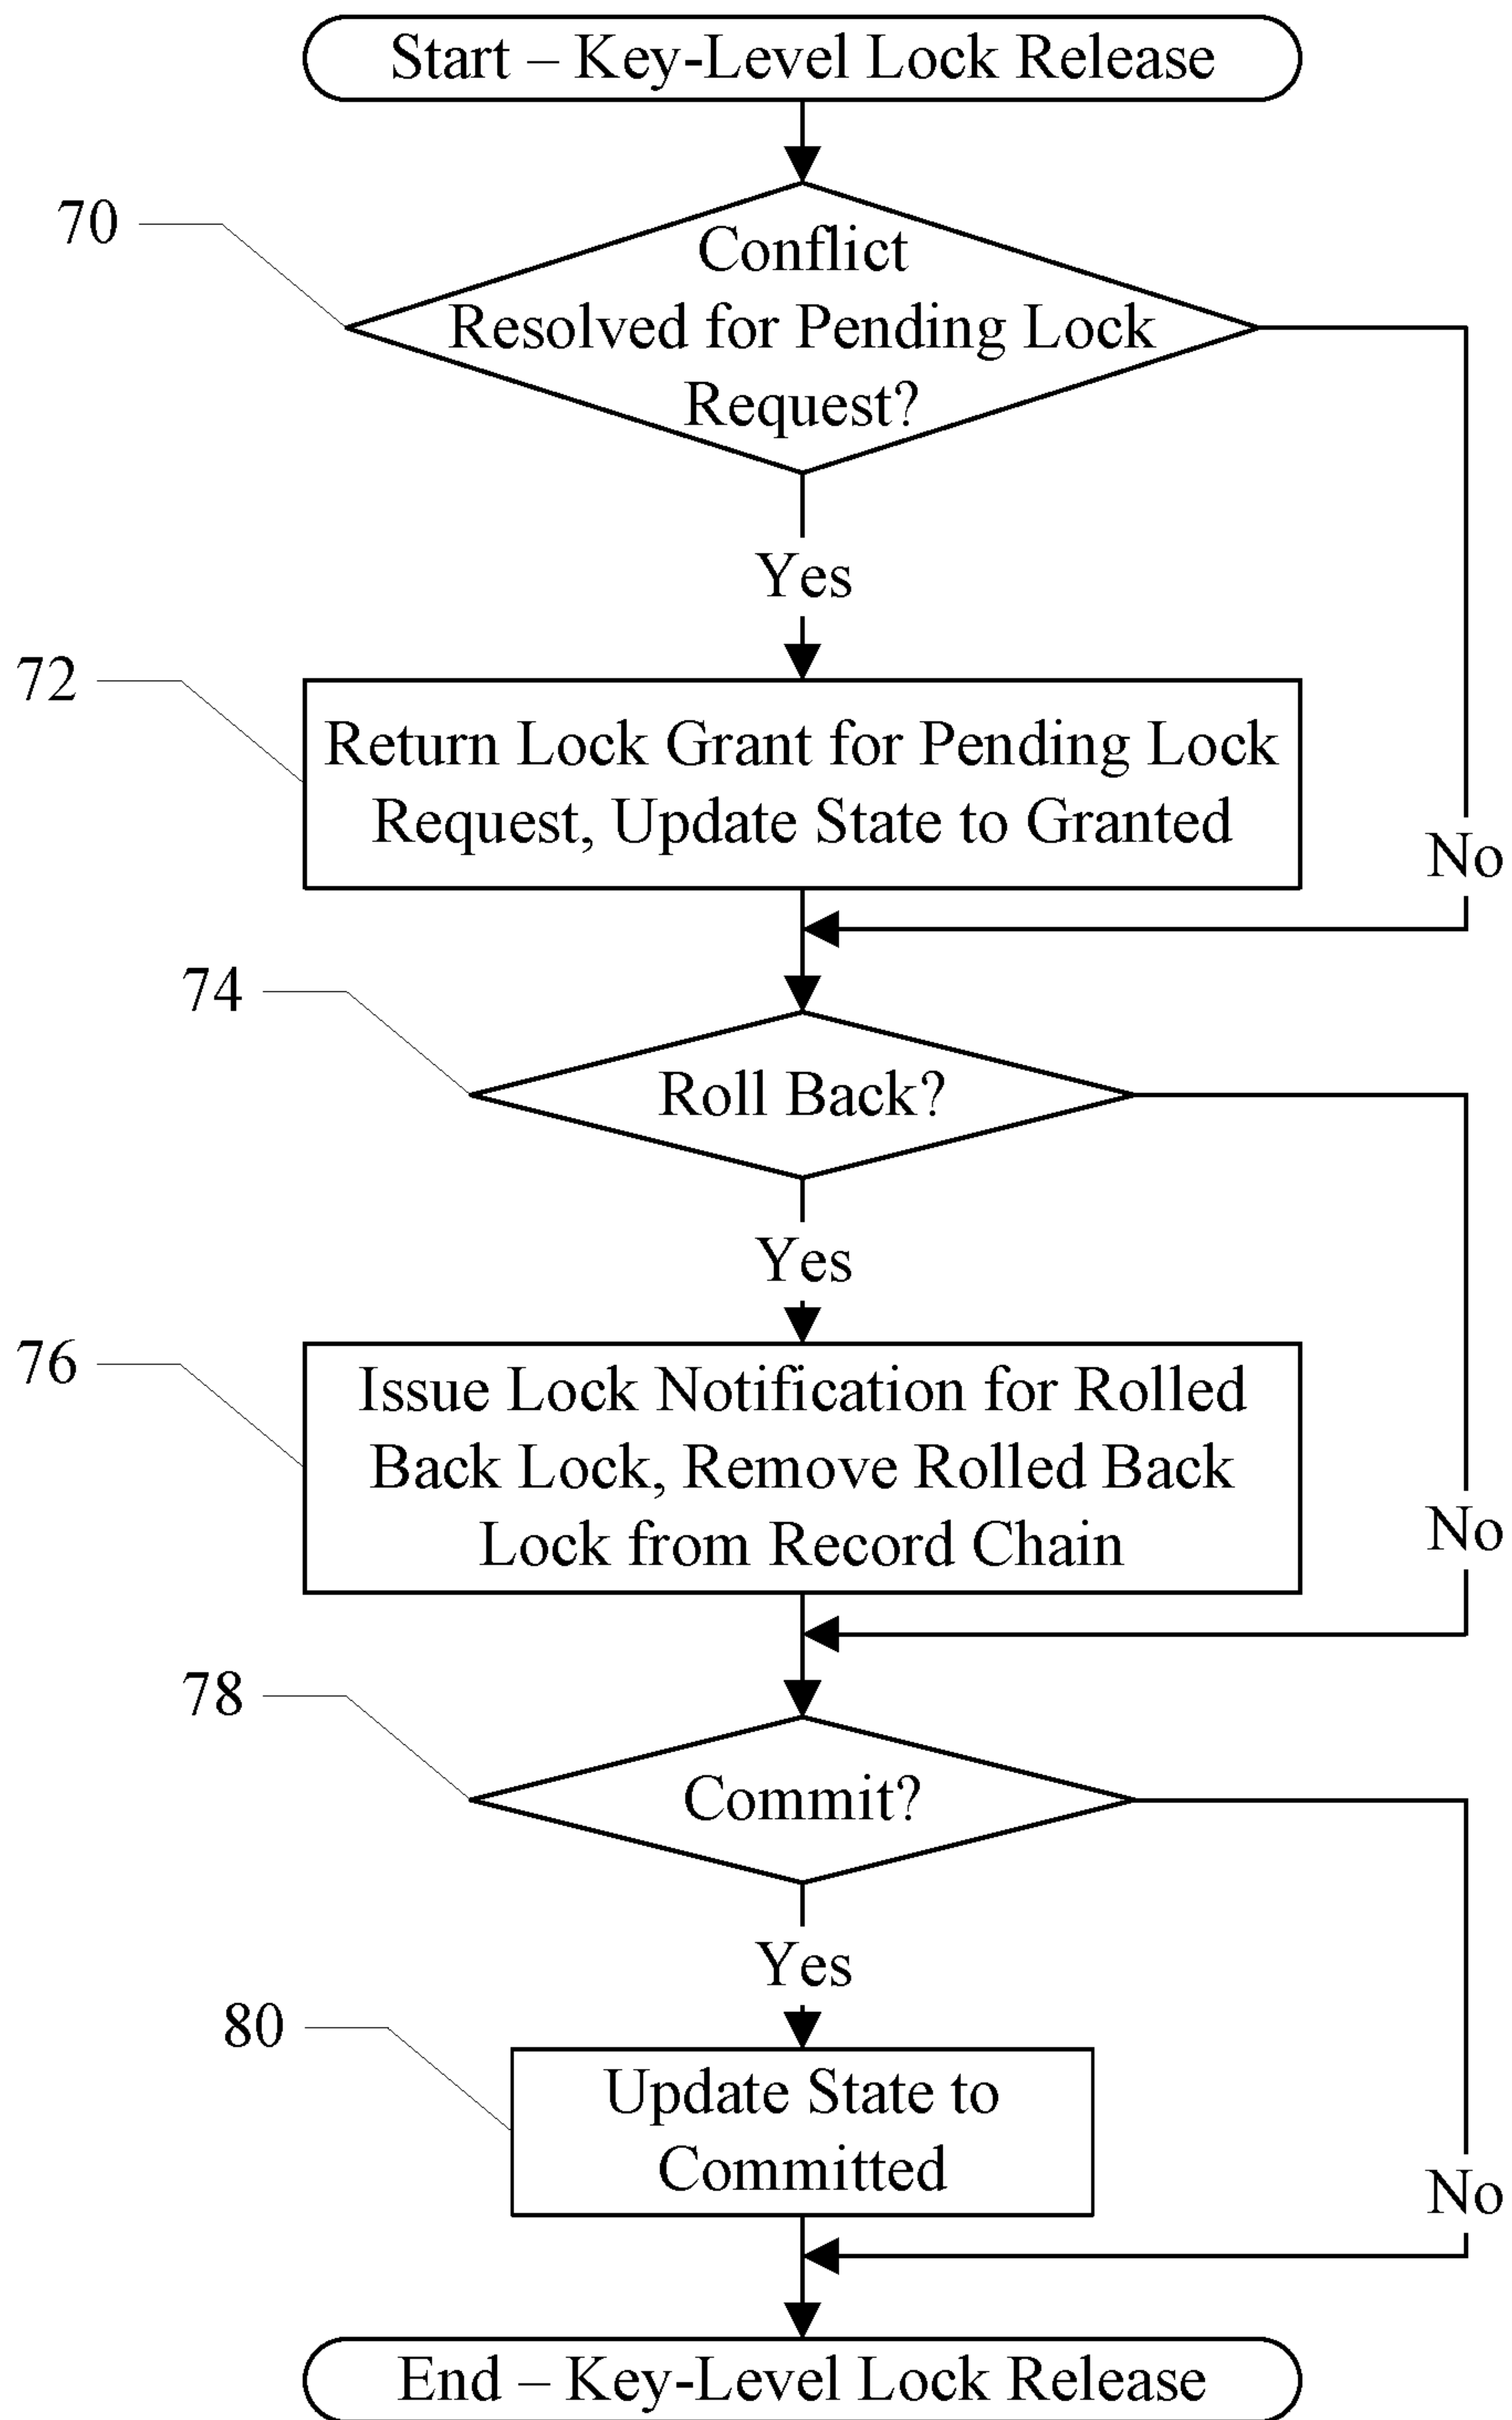 Start – Key-Level Lock Release
70
Conflict
Resolved for Pending Lock
Request?
Yes
72
Return Lock Grant for Pending Lock
Request, Update State to Granted
No
74
Roll Back?
Yes
76
Issue Lock Notification for Rolled
Back Lock, Remove Rolled Back
Lock from Record Chain
No
78
Commit?
Yes
80
Update State to
Committed
No
End – Key-Level Lock Release